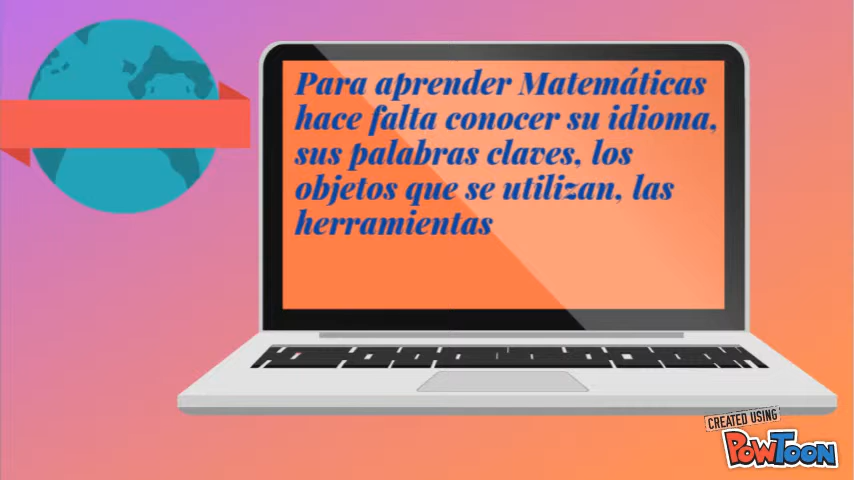 Para aprender Matemáticas
hace falta conocer su idioma,
sus palabras claves, los
objetos que se utilizan, las
herramientas
CREATED USING
POWTOON